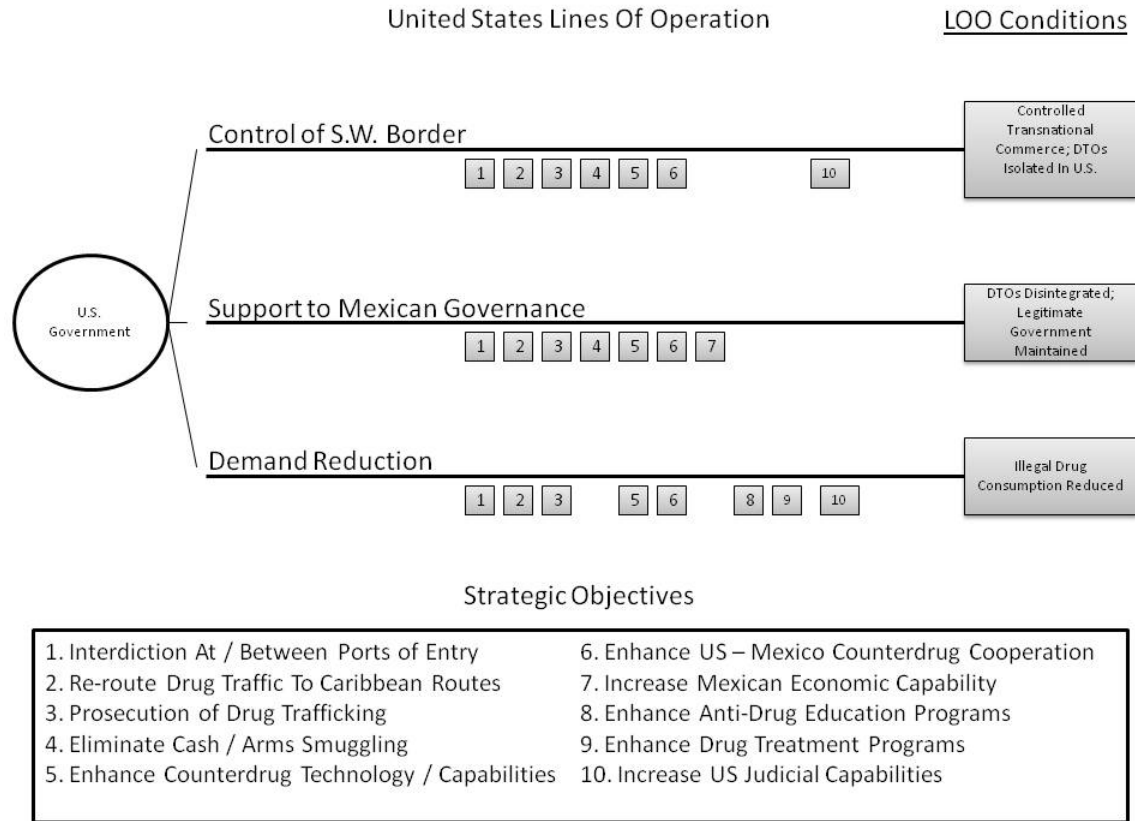 United States Lines Of Operation
LOO Conditions
Control of S.W. Border
1 2 3 4 5 6 10
Controlled
Transnational
Commerce; DTOs
Isolated In U.S.
U.S.
Government
Support to Mexican Governance
1 2 3 4 5 6 7
DTOs Disintegrated;
Legitimate
Government
Maintained
Demand Reduction
1 2 3 5 6 8 9 10
Illegal Drug
Consumption Reduced
Strategic Objectives
1. Interdiction At / Between Ports of Entry
2. Re-route Drug Traffic To Caribbean Routes
3. Prosecution of Drug Trafficking
4. Eliminate Cash / Arms Smuggling
5. Enhance Counterdrug Technology / Capabilities
6. Enhance US – Mexico Counterdrug Cooperation
7. Increase Mexican Economic Capability
8. Enhance Anti-Drug Education Programs
9. Enhance Drug Treatment Programs
10. Increase US Judicial Capabilities